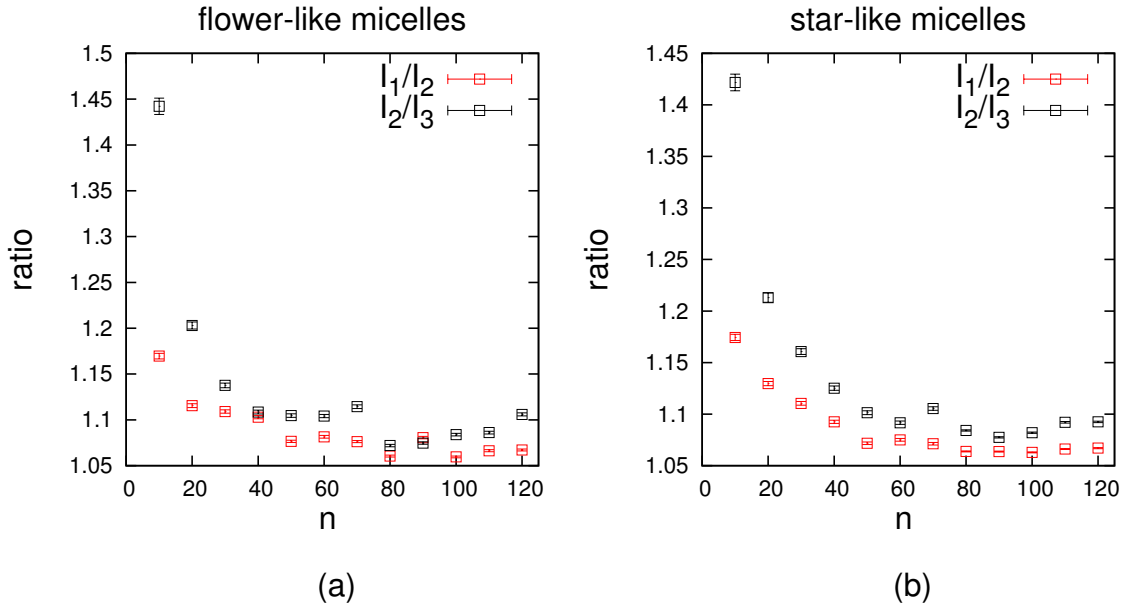 flower-like micelles
1.5
1.45
1.4
1.35
1.3
1.25
1.2
1.15
1.1
1.05
0 20 40 60 80 100 120
ratio
n
I1/I2
I2/I3
(a)
star-like micelles
1.45
1.4
1.35
1.3
1.25
1.2
1.15
1.1
1.05
0 20 40 60 80 100 120
ratio
n
I1/I2
I2/I3
(b)